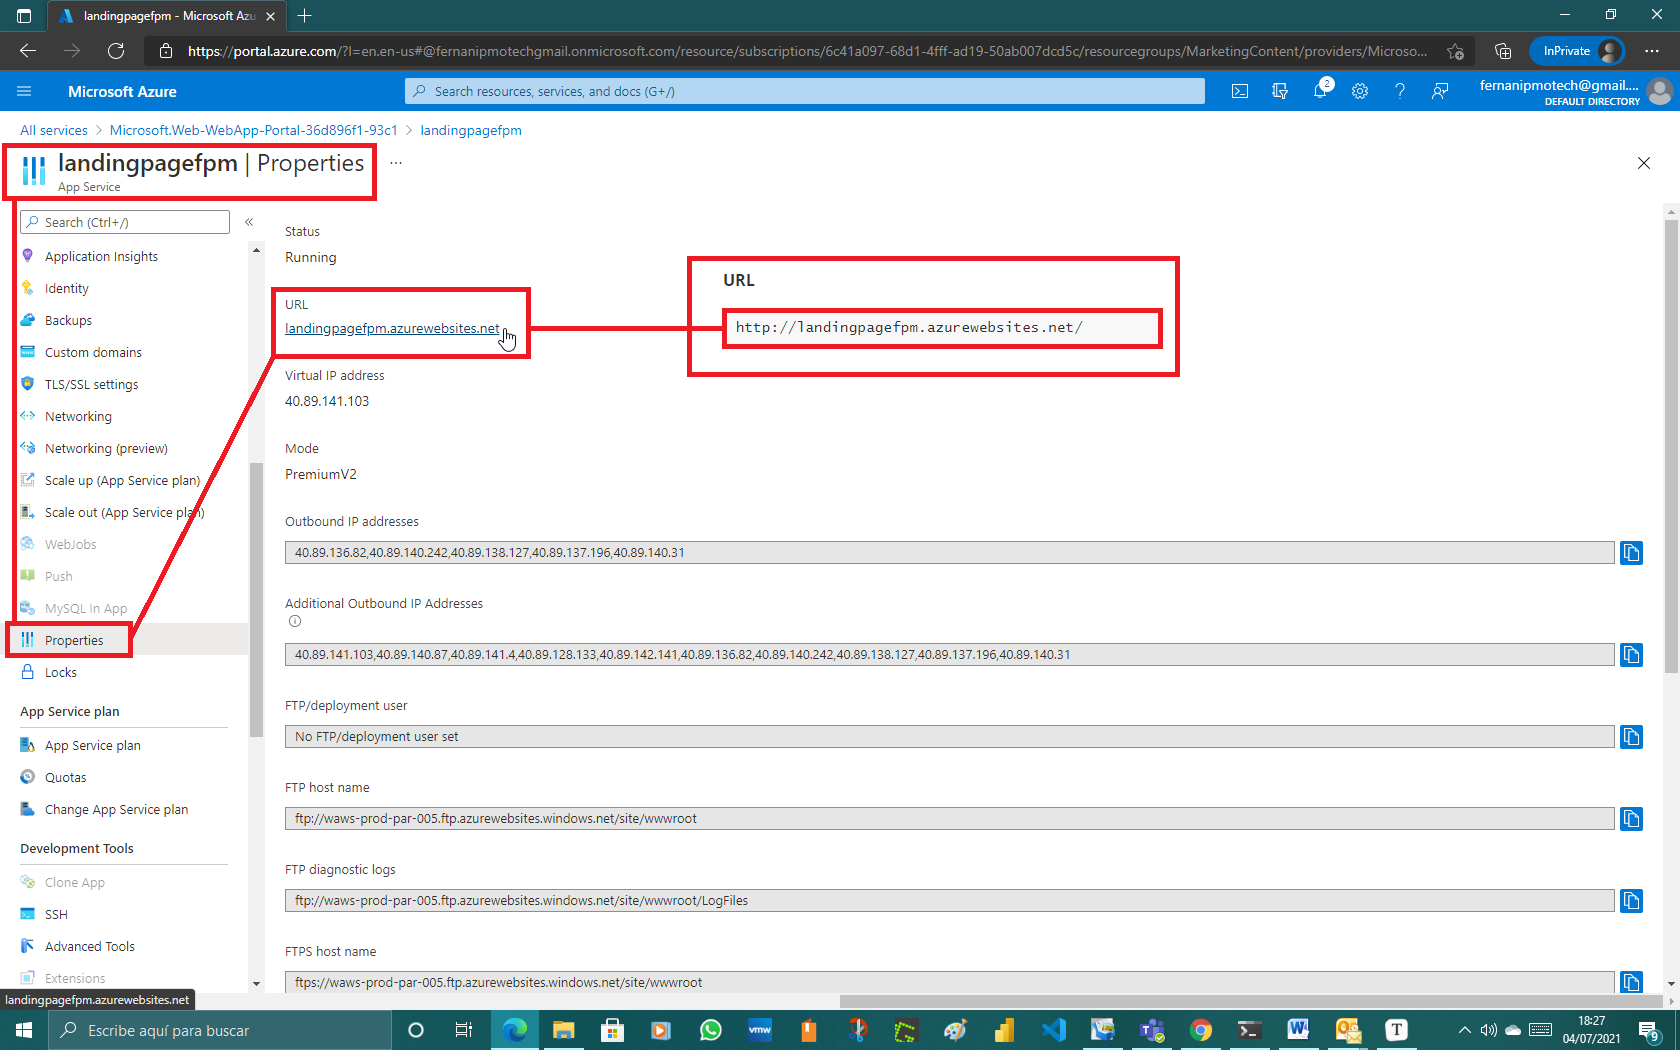 landingpagefpm - Microsoft Azu
https://portal.azure.com/?l=en.en-us#@fernanipmotechgmail.onmicrosoft.com/resource/subscriptions/6c41a097-68d1-4fff-ad19-50ab007dcd5c/resourcegroups/MarketingContent/providers/Microso...
InPrivate
Microsoft Azure
Search resources, services, and docs (G+/)
2
fernanipmotech@gmail....
DEFAULT DIRECTORY
All services > Microsoft.Web-WebApp-Portal-36d896f1-93c1 > landingpagefpm
landingpagefpm | Properties
App Service
Search (Ctrl+/)
Application Insights
Identity
Backups
Custom domains
TLS/SSL settings
Networking
Networking (preview)
Scale up (App Service plan)
Scale out (App Service plan)
WebJobs
Push
MySQL In App
Properties
Locks
App Service plan
App Service plan
Quotas
Change App Service plan
Development Tools
Clone App
SSH
Advanced Tools
Extensions
landingpagefpm.azurewebsites.net
Status
Running
URL
landingpagefpm.azurewebsites.net
URL
http://landingpagefpm.azurewebsites.net/
Virtual IP address
40.89.141.103
Mode
PremiumV2
Outbound IP addresses
40.89.136.82,40.89.140.242,40.89.138.127,40.89.137.196,40.89.140.31
Additional Outbound IP Addresses
40.89.141.103,40.89.140.87,40.89.141.4,40.89.128.133,40.89.142.141,40.89.136.82,40.89.140.242,40.89.138.127,40.89.137.196,40.89.140.31
FTP/deployment user
No FTP/deployment user set
FTP host name
ftp://waws-prod-par-005.ftp.azurewebsites.windows.net/site/wwwroot
FTP diagnostic logs
ftp://waws-prod-par-005.ftp.azurewebsites.windows.net/site/wwwroot/LogFiles
FTPS host name
ftps://waws-prod-par-005.ftp.azurewebsites.windows.net/site/wwwroot
Escribe aquí para buscar
vmw
T
18:27
04/07/2021
9